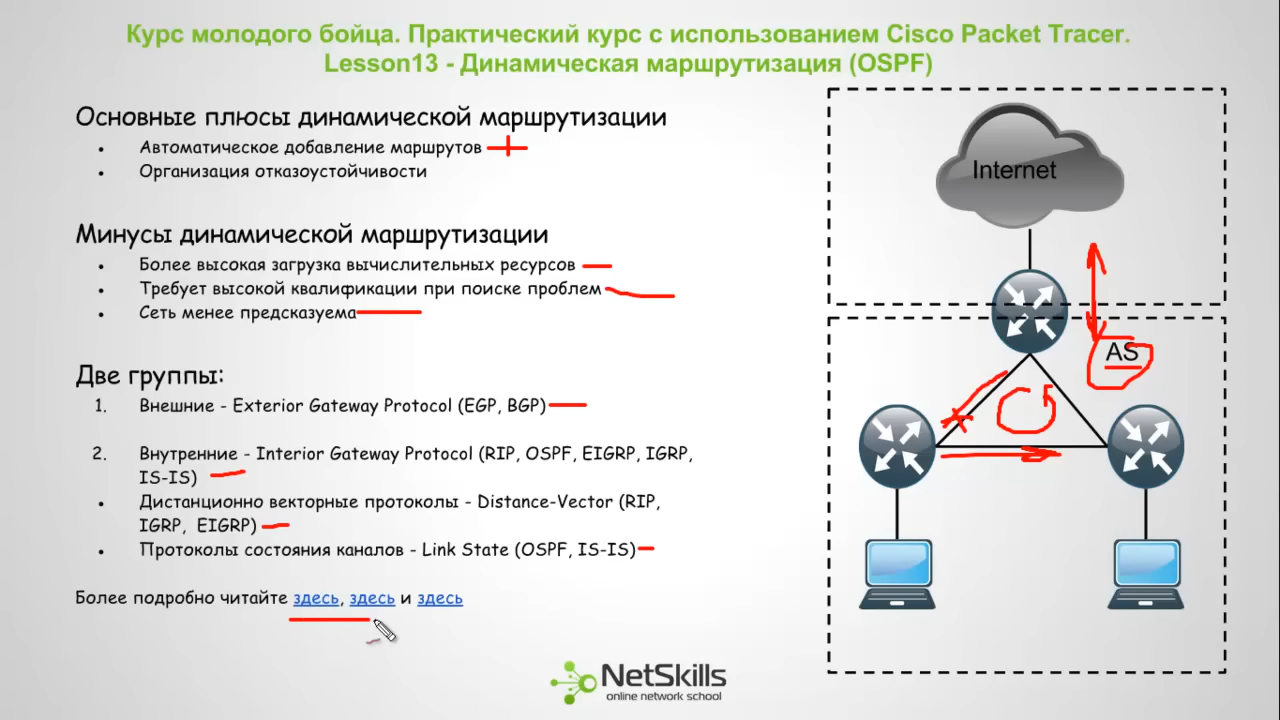 Курс молодого бойца. Практический курс с использованием Cisco Packet Tracer.
Lesson13 - Динамическая маршрутизация (OSPF)
Основные плюсы динамической маршрутизации
• Автоматическое добавление маршрутов
• Организация отказоустойчивости
Минусы динамической маршрутизации
• Более высокая загрузка вычислительных ресурсов
• Требует высокой квалификации при поиске проблем
• Сеть менее предсказуема
Две группы:
1. Внешние - Exterior Gateway Protocol (EGP, BGP)
2. Внутренние - Interior Gateway Protocol (RIP, OSPF, EIGRP, IGRP,
IS-IS)
• Дистанционно векторные протоколы - Distance-Vector (RIP,
IGRP, EIGRP)
• Протоколы состояния каналов - Link State (OSPF, IS-IS)
Более подробно читайте здесь, здесь и здесь
Internet
AS
NetSkills
online network school